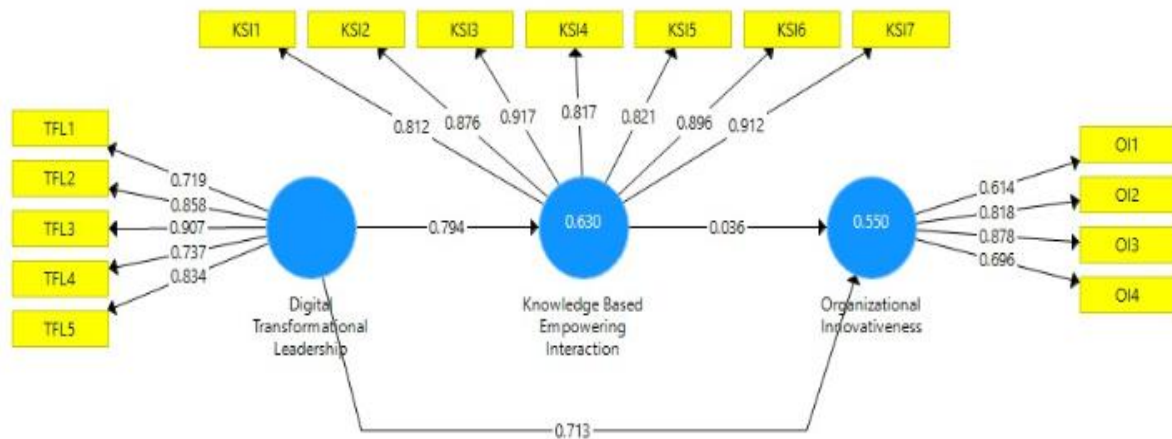 KSI1 KSI2 KSI3 KSI4 KSI5 KSI6 KSI7
0.812 0.876 0.917 0.817 0.821 0.896 0.912
TFL1
TFL2
TFL3
TFL4
TFL5
0.719
0.858
0.907
0.737
0.834
Digital
Transformational
Leadership
0.794
0.630
Knowledge Based
Empowering
Interaction
0.036
0.550
Organizational
Innovativeness
0.614
0.818
0.878
0.696
OI1
OI2
OI3
OI4
0.713